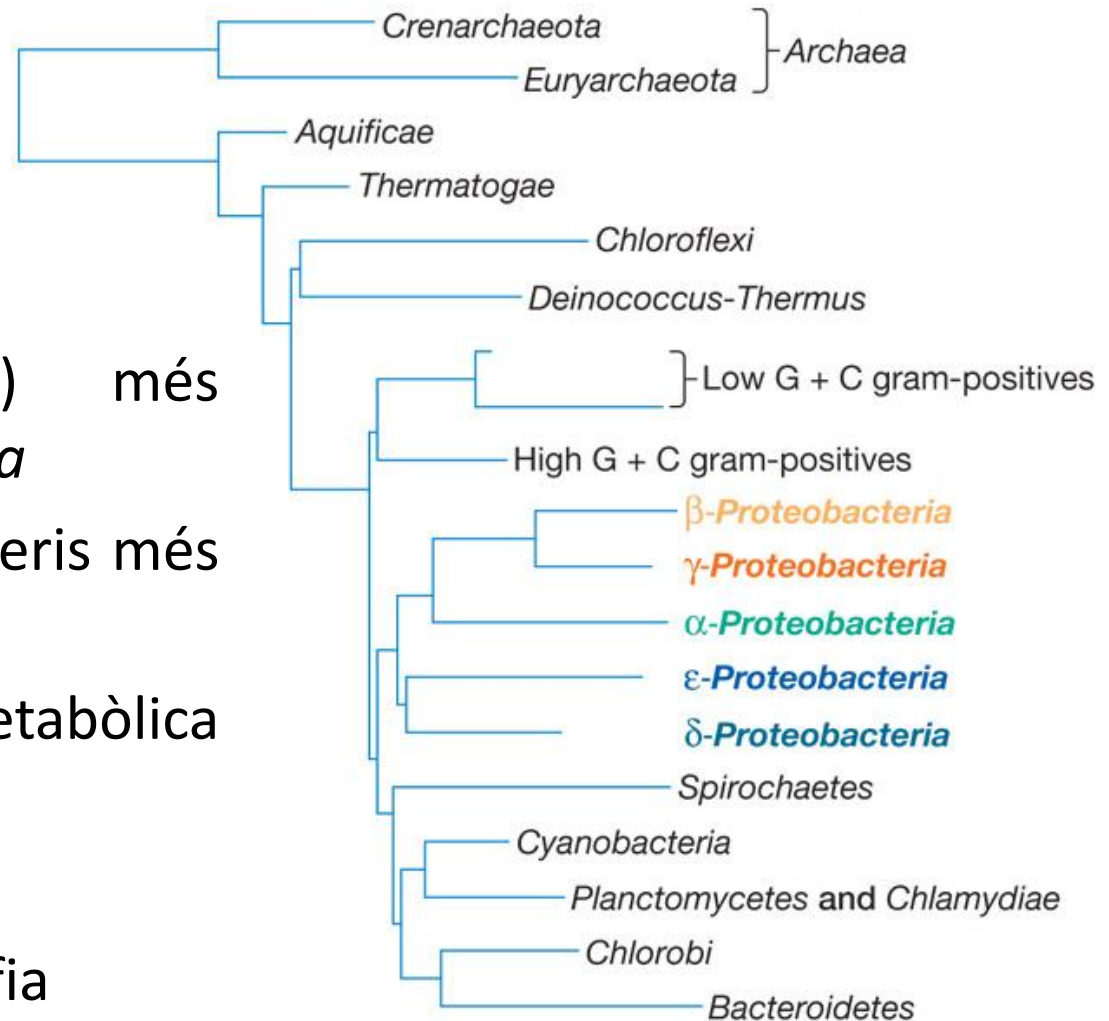 Crenarchaeota
Archaea
Euryarchaeota
Aquificae
Thermatogae
Chloroflexi
Deinococcus-Thermus
) més
Low G + C gram-positives
a
High G + C gram-positives
β-Proteobacteria
eris més
γ-Proteobacteria
α-Proteobacteria
ε-Proteobacteria
etabòlica
δ-Proteobacteria
Spirochaetes
Cyanobacteria
Planctomycetes and Chlamydiae
Chlorobi
fia
Bacteroidetes